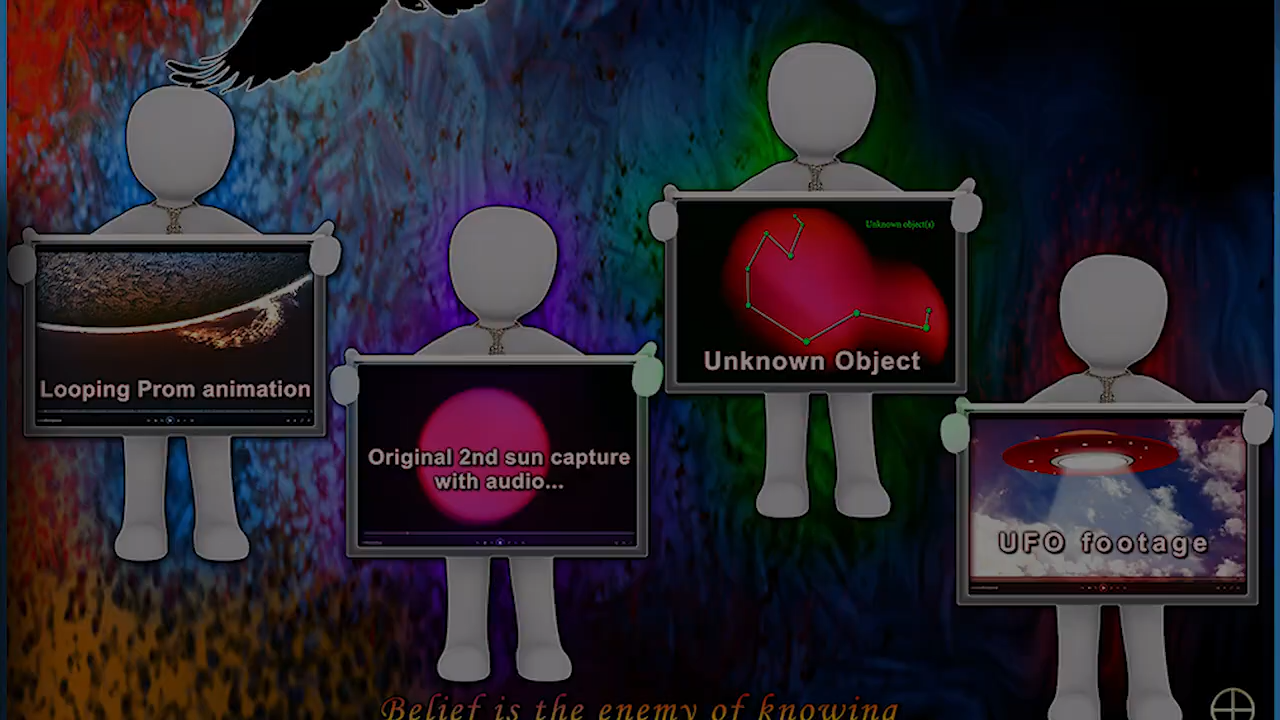 Unknown object(s)
Unknown Object
Looping Prom animation
Original 2nd sun capture
with audio...
UFO footage
Belief is the enemy of knowing